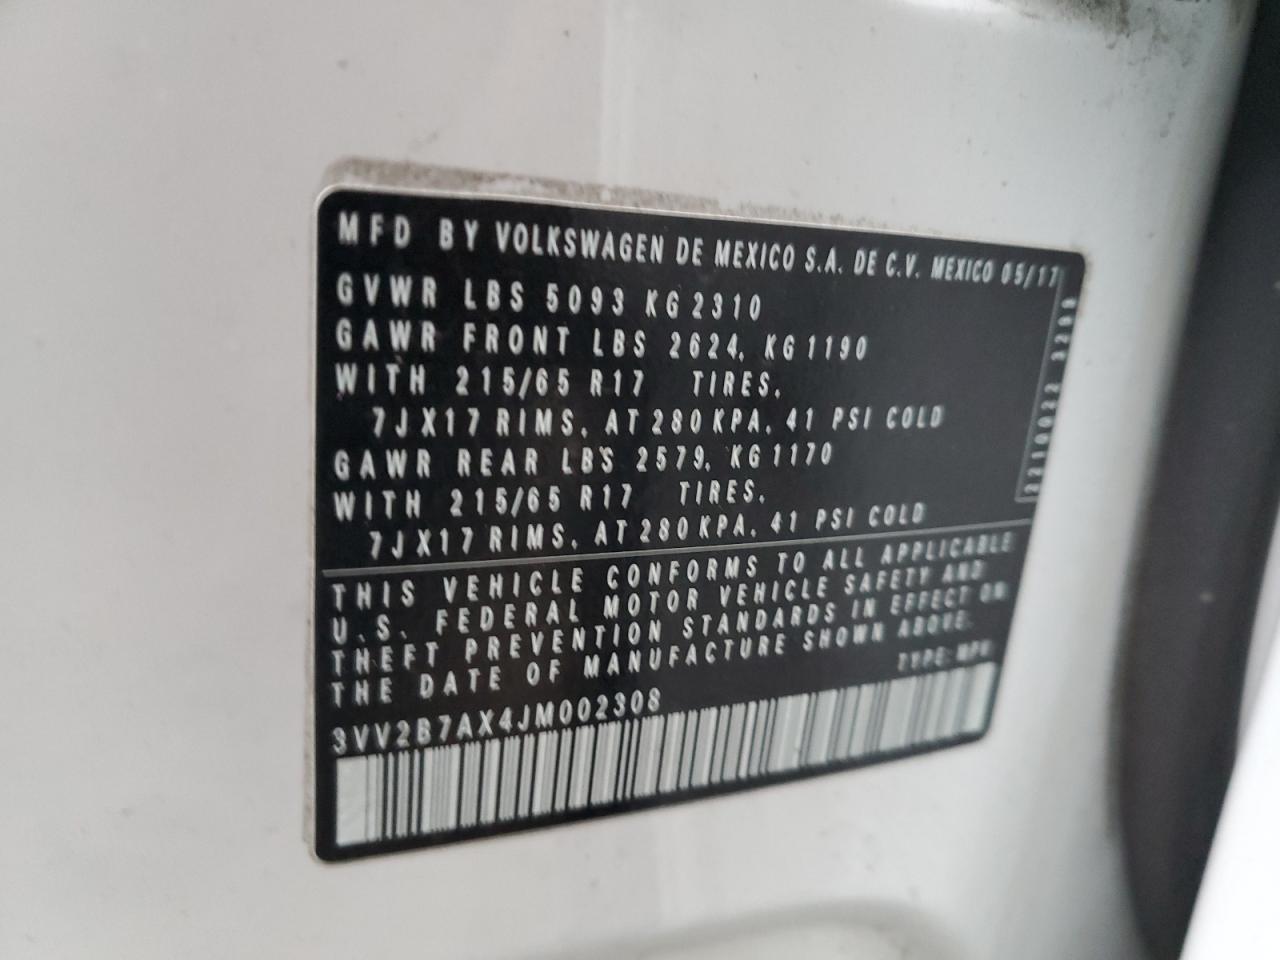 MFD BY VOLKSWAGEN DE MEXICO S.A. DE C.V. MEXICO 05/17
GVWR LBS 5093 KG 2310
GAWR FRONT LBS 2624, KG 1190
WITH 215/65 R17 TIRES,
7JX17 RIMS, AT 280 KPA, 41 PSI COLD
GAWR REAR LBS 2579, KG 1170
WITH 215/65 R17 TIRES,
7JX17 RIMS, AT 280 KPA, 41 PSI COLD
THIS VEHICLE CONFORMS TO ALL APPLICABLE
U.S. FEDERAL MOTOR VEHICLE SAFETY AND
THEFT PREVENTION STANDARDS IN EFFECT ON
THE DATE OF MANUFACTURE SHOWN ABOVE.
TYPE: MPV
3VV2B7AX4JM002308